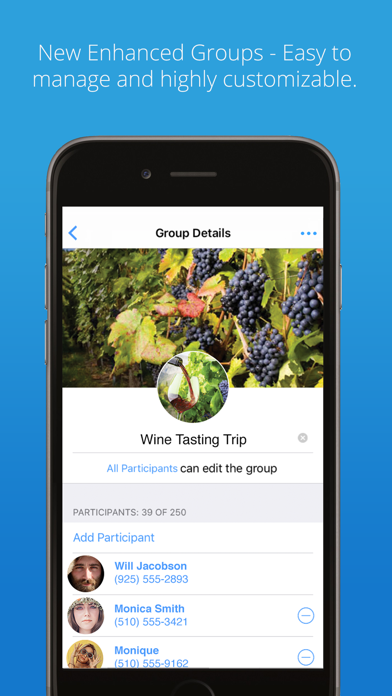 New Enhanced Groups - Easy to
manage and highly customizable.
Group Details
Wine Tasting Trip
All Participants can edit the group
PARTICIPANTS: 39 OF 250
Add Participant
Will Jacobson
(925) 555-2893
Monica Smith
(510) 555-3421
Monique
(510) 555-9162